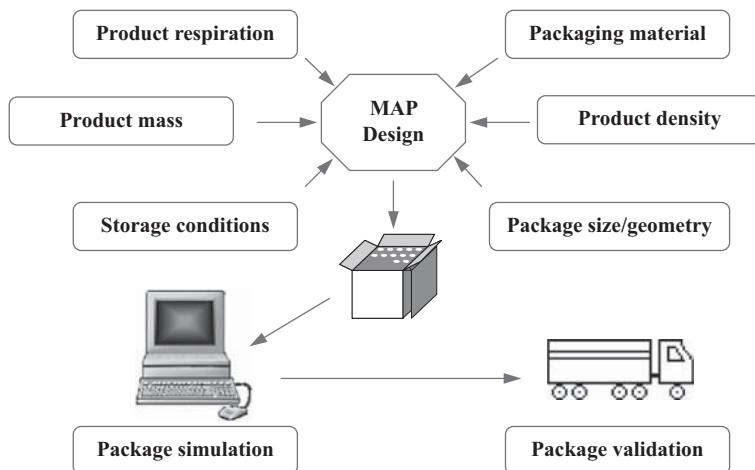 Product respiration
Packaging material
MAP
Design
Product mass
Product density
Storage conditions
Package size/geometry
Package simulation
Package validation